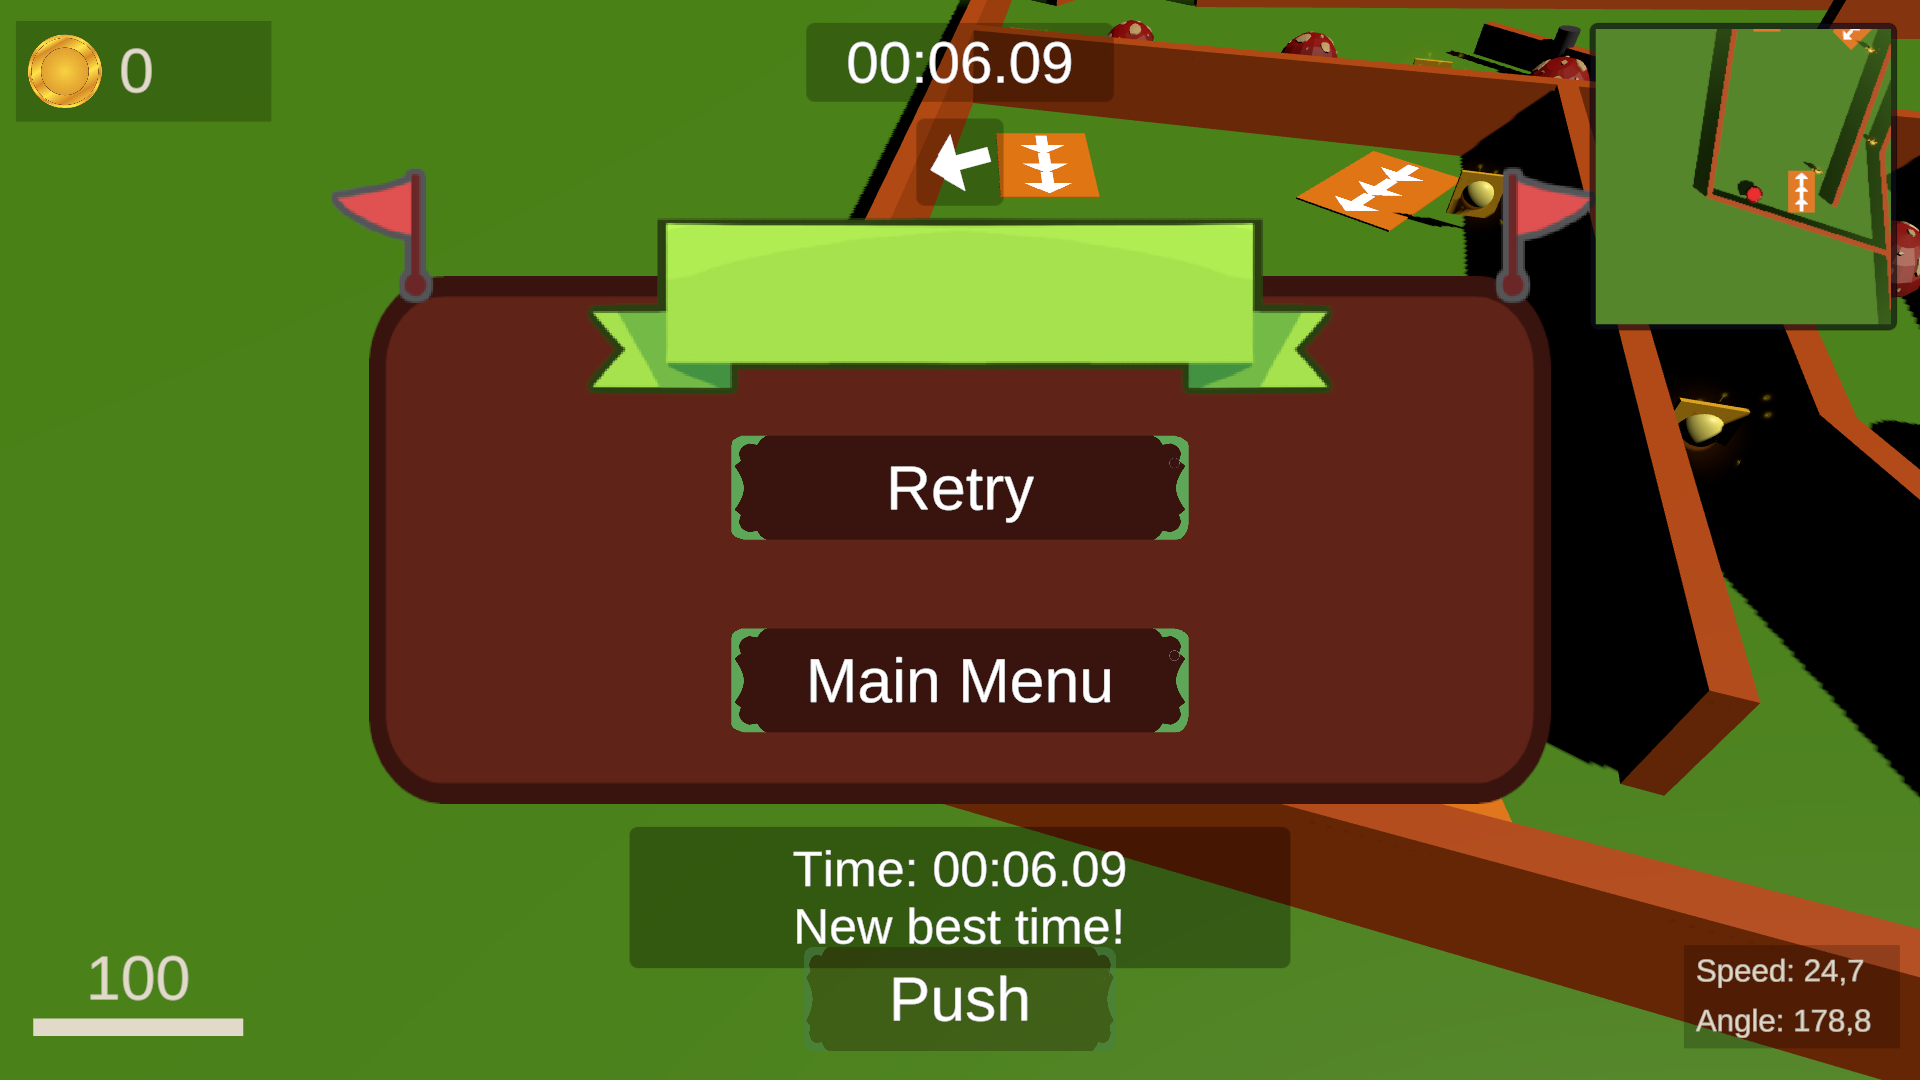 0
00:06.09
Retry
Main Menu
Time: 00:06.09
New best time!
Push
100
Speed: 24,7
Angle: 178,8